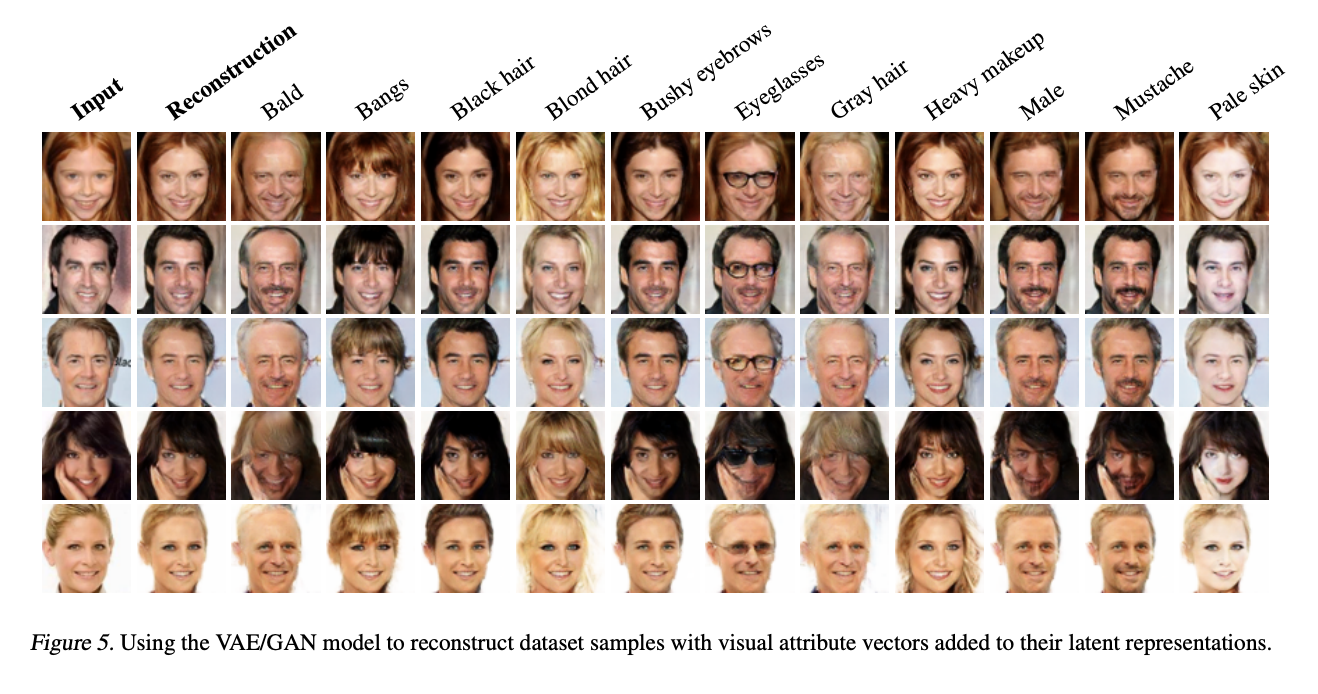 Input
Reconstruction
Bald
Bangs
Black hair
Blond hair
Bushy eyebrows
Eyeglasses
Gray hair
Heavy makeup
Male
Mustache
Pale skin
Figure 5. Using the VAE/GAN model to reconstruct dataset samples with visual attribute vectors added to their latent representations.